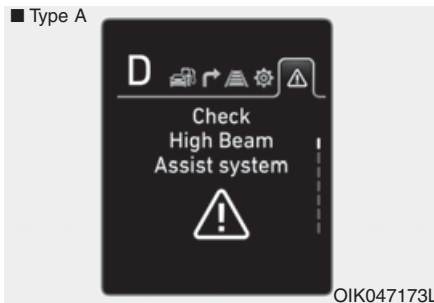 ■ Type A
D
Check
High Beam
Assist system
OIK047173L